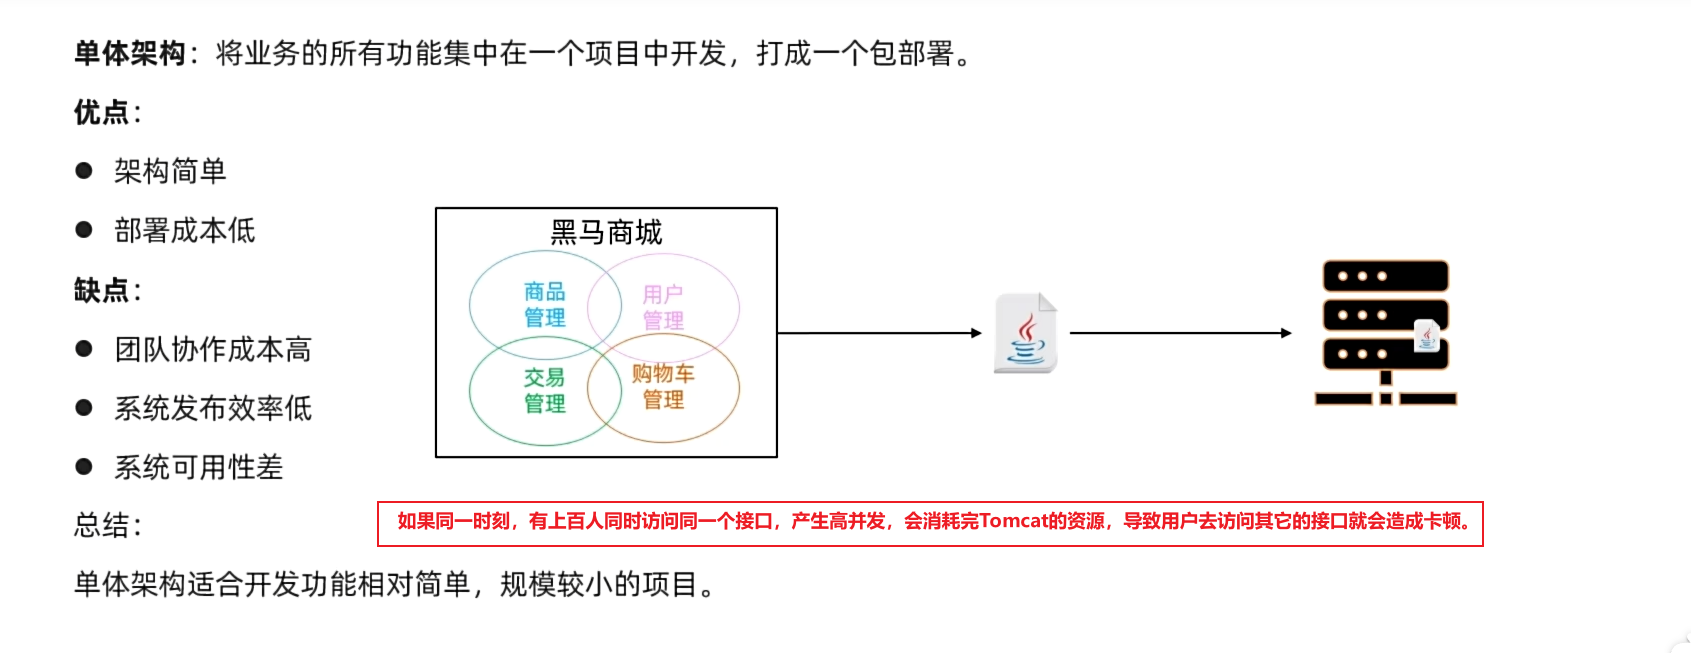 单体架构：将业务的所有功能集中在一个项目中开发，打成一个包部署。
优点：
架构简单
部署成本低
缺点：
团队协作成本高
系统发布效率低
系统可用性差
总结：
单体架构适合开发功能相对简单，规模较小的项目。
黑马商城
商品
管理
用户
管理
交易
管理
购物车
管理
如果同一时刻，有上百人同时访问同一个接口，产生高并发，会消耗完Tomcat的资源，导致用户去访问其它的接口就会造成卡顿。